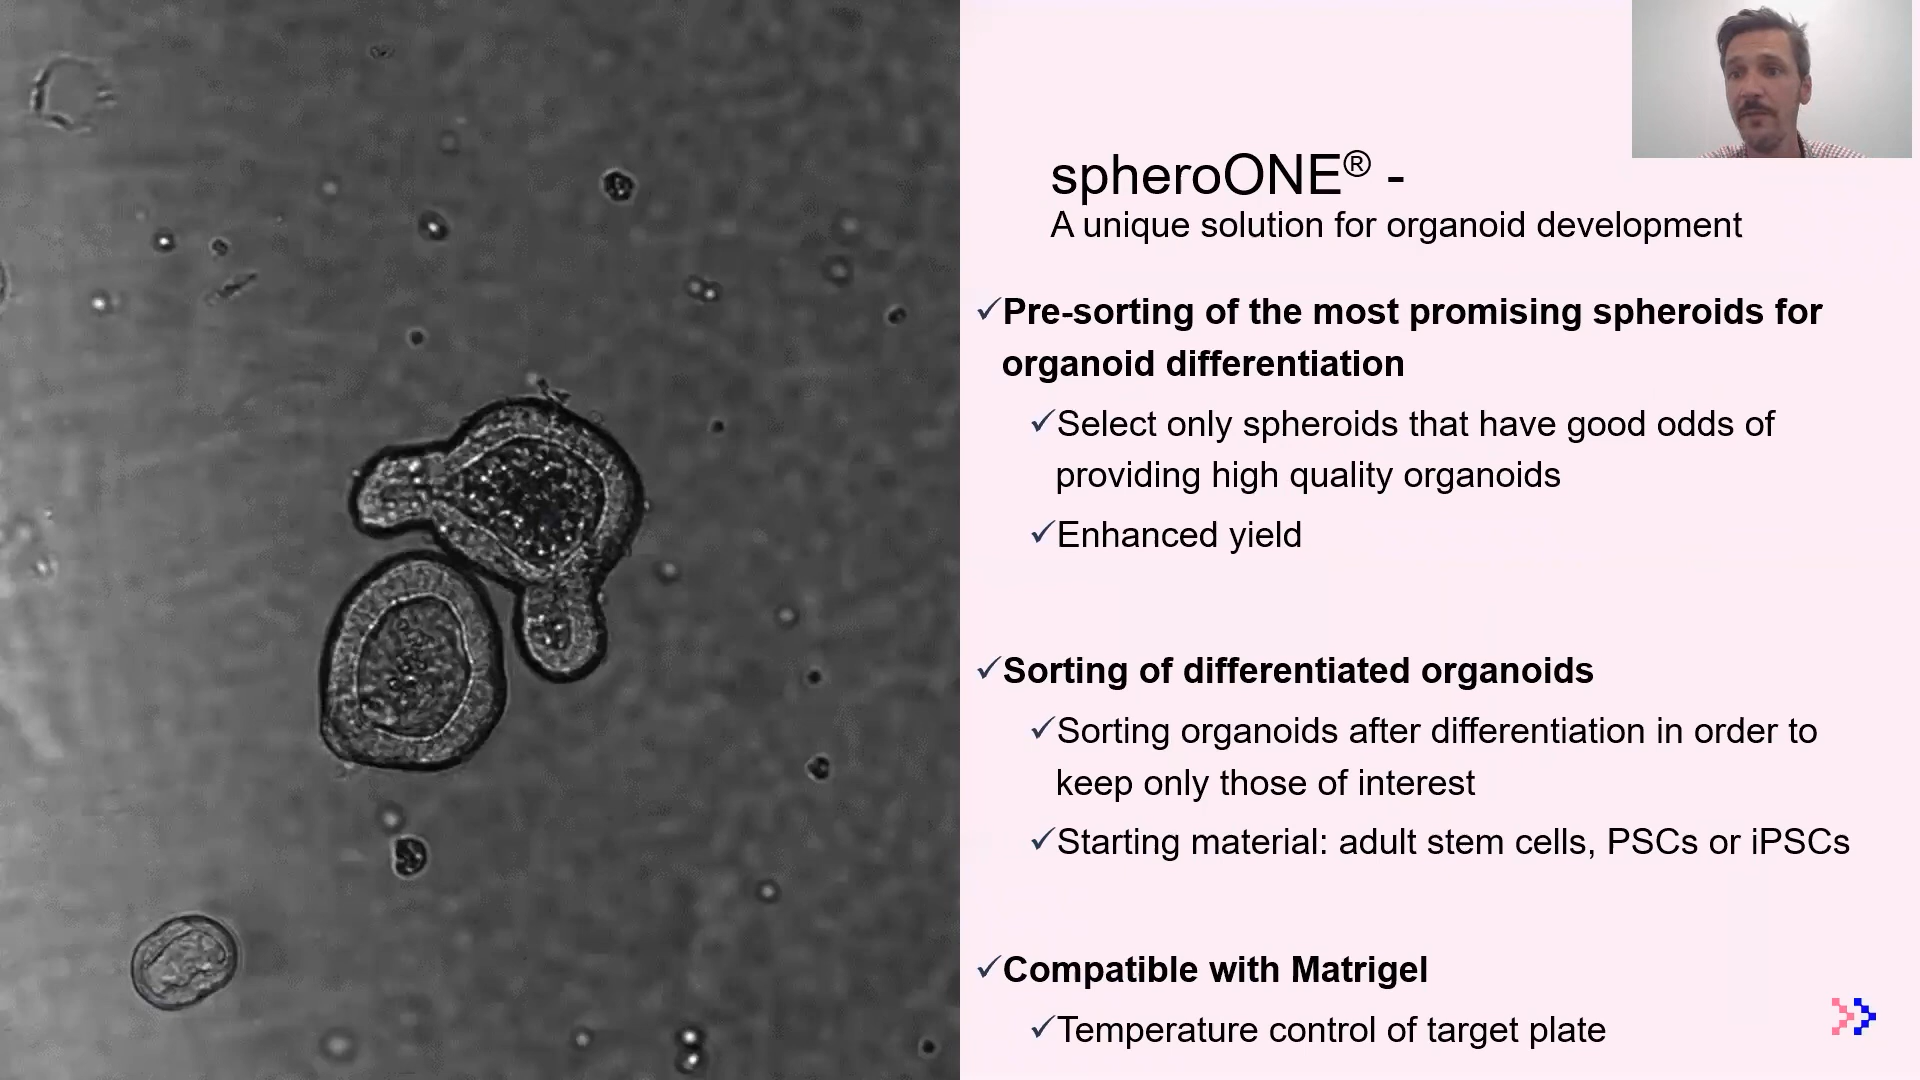 spheroONE® -
A unique solution for organoid development
✓Pre-sorting of the most promising spheroids for
organoid differentiation
✓Select only spheroids that have good odds of
providing high quality organoids
✓Enhanced yield
✓Sorting of differentiated organoids
✓Sorting organoids after differentiation in order to
keep only those of interest
✓Starting material: adult stem cells, PSCs or iPSCs
✓Compatible with Matrigel
✓Temperature control of target plate